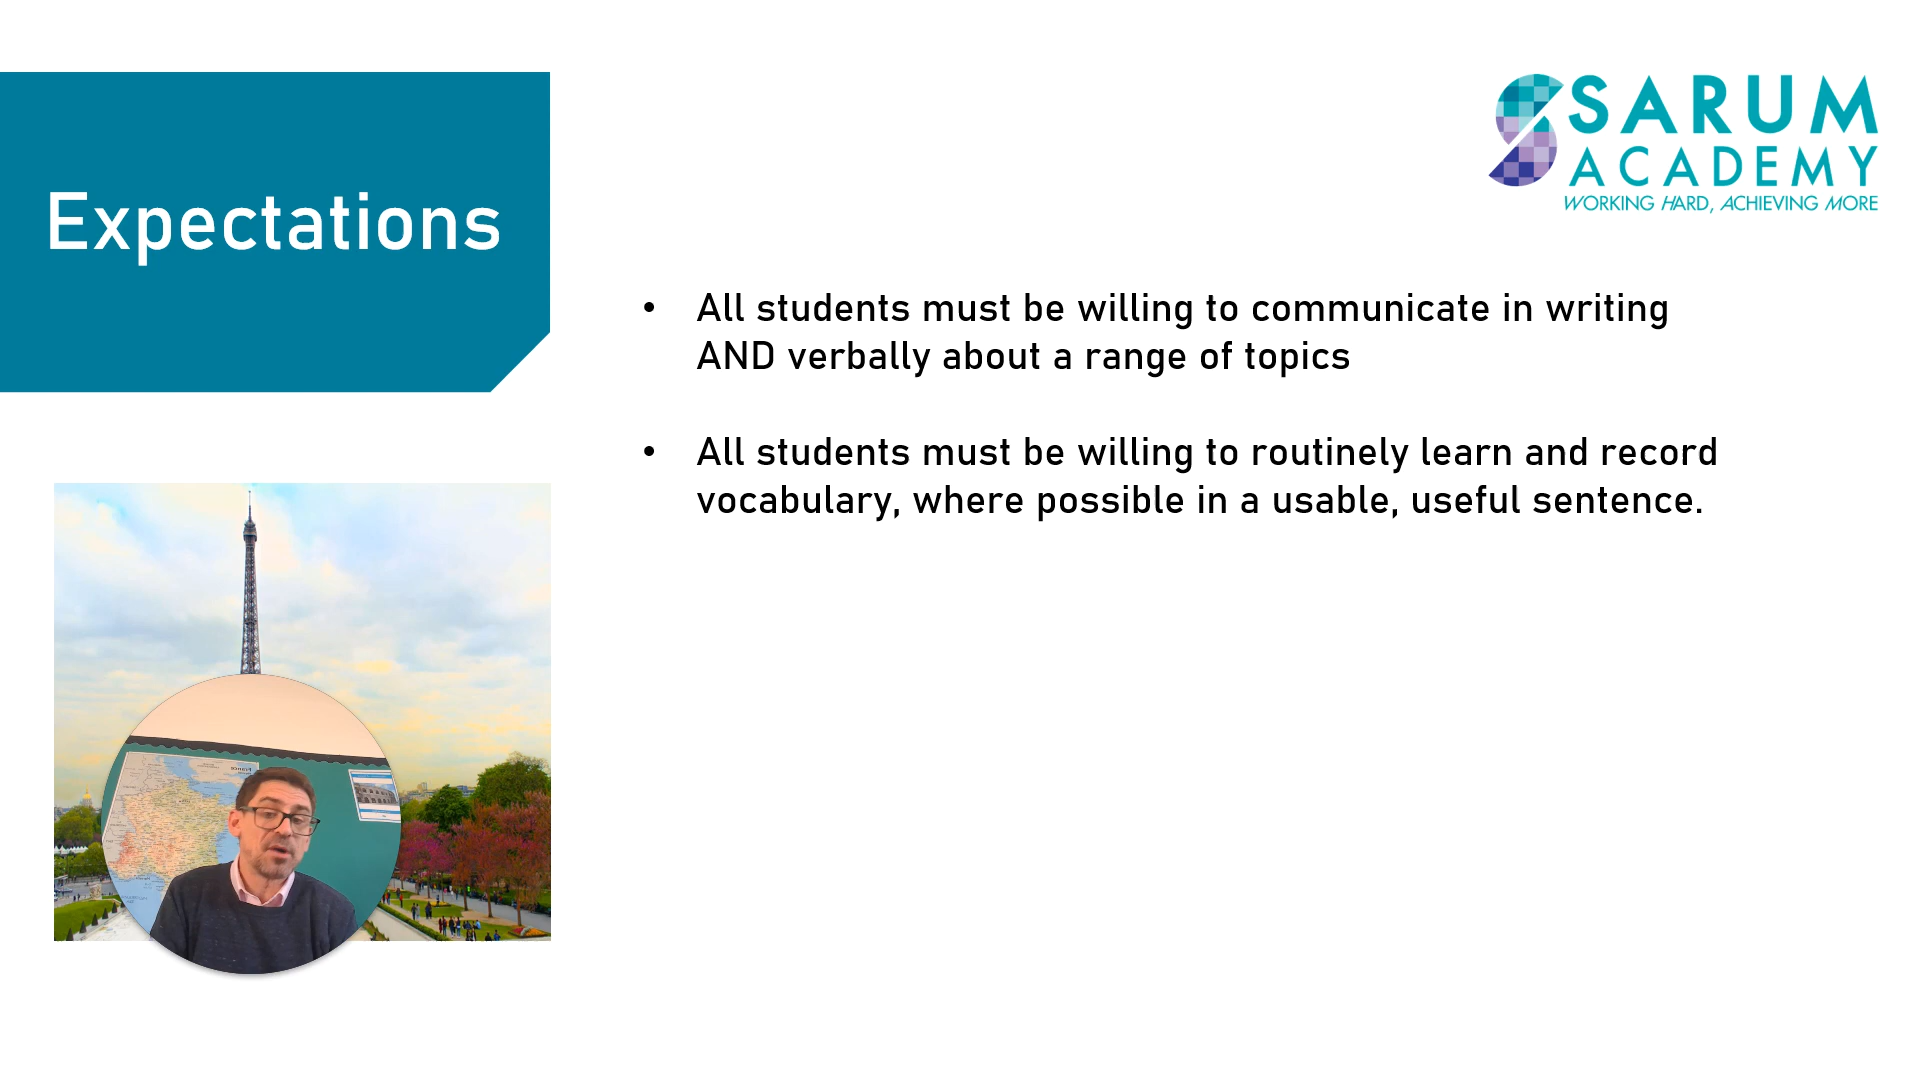 Expectations
SARUM
ACADEMY
WORKING HARD, ACHIEVING MORE
• All students must be willing to communicate in writing
AND verbally about a range of topics
• All students must be willing to routinely learn and record
vocabulary, where possible in a usable, useful sentence.
France